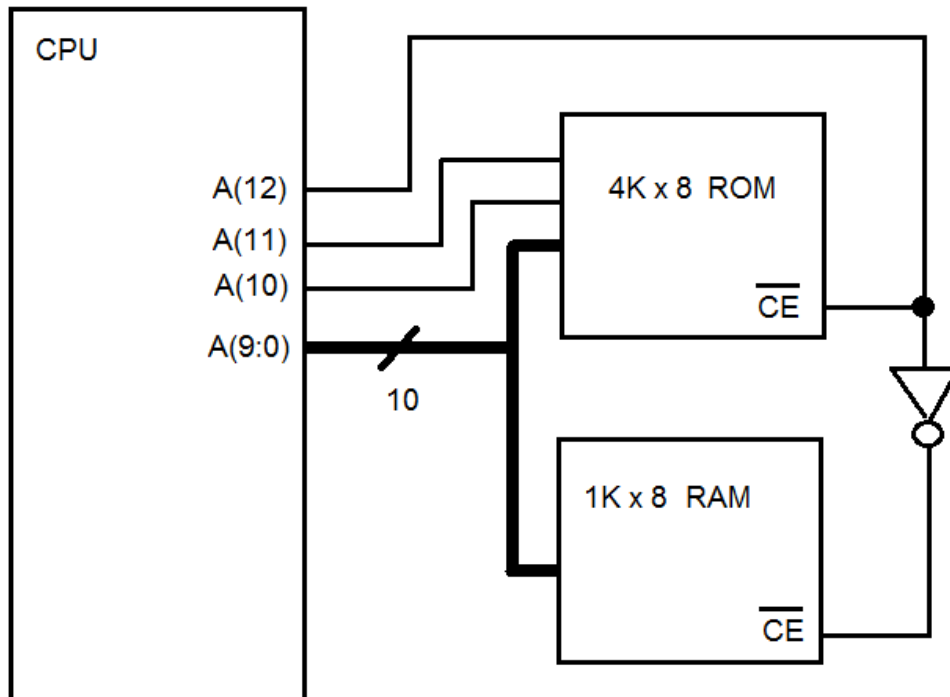 CPU
A(12)
A(11)
A(10)
A(9:0)
10
4K x 8 ROM
CE
1K x 8 RAM
CE